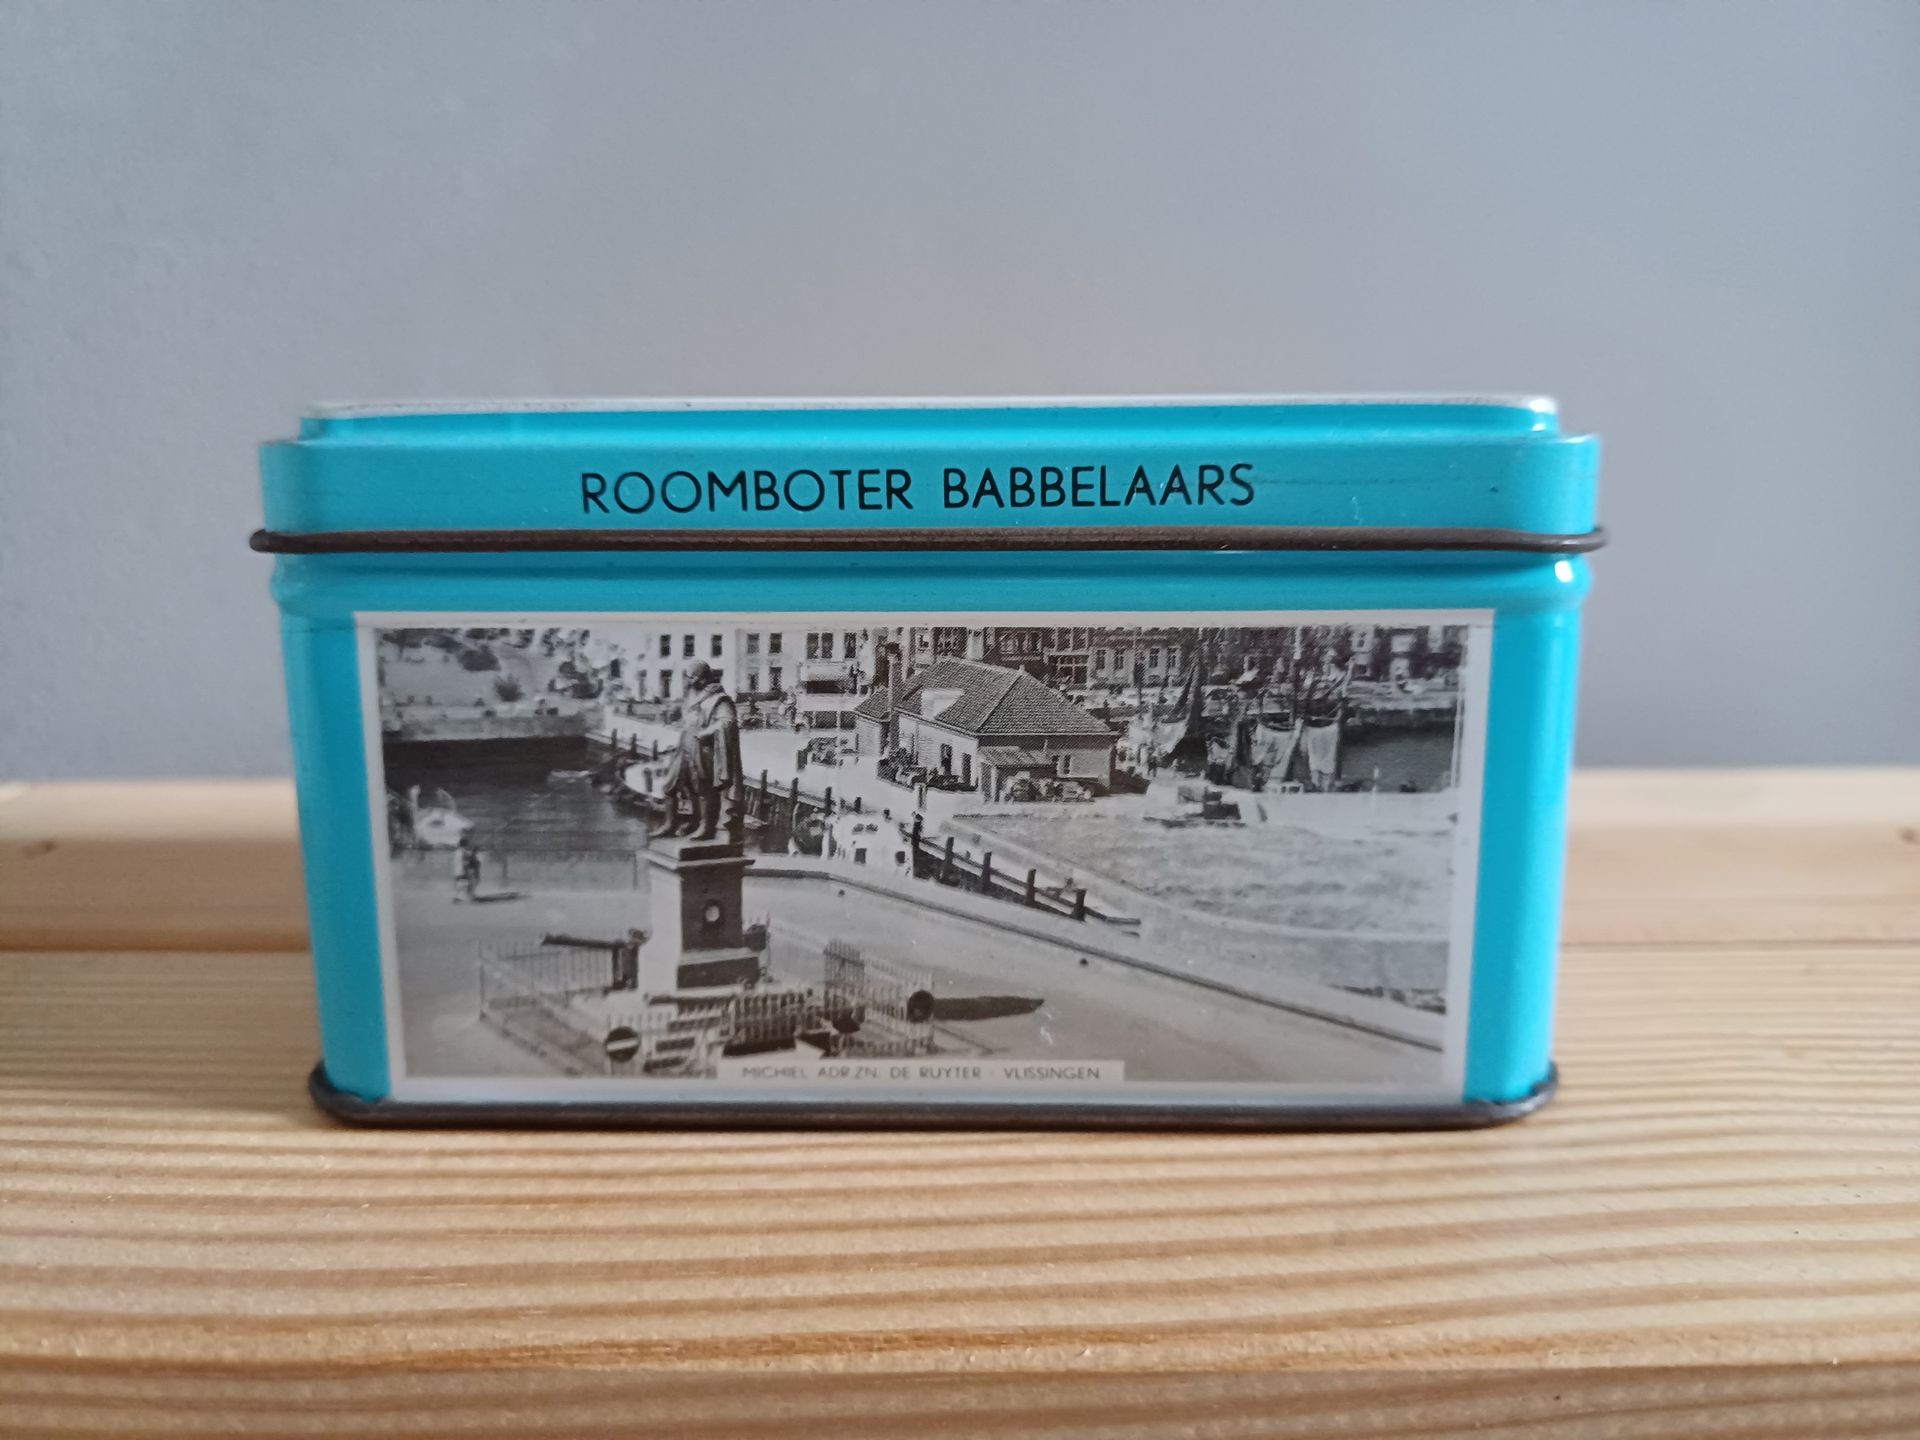 ROOMBOTER BABBELAARS
MICHIEL ADR.ZN. DE RUYTER - VLISSINGEN